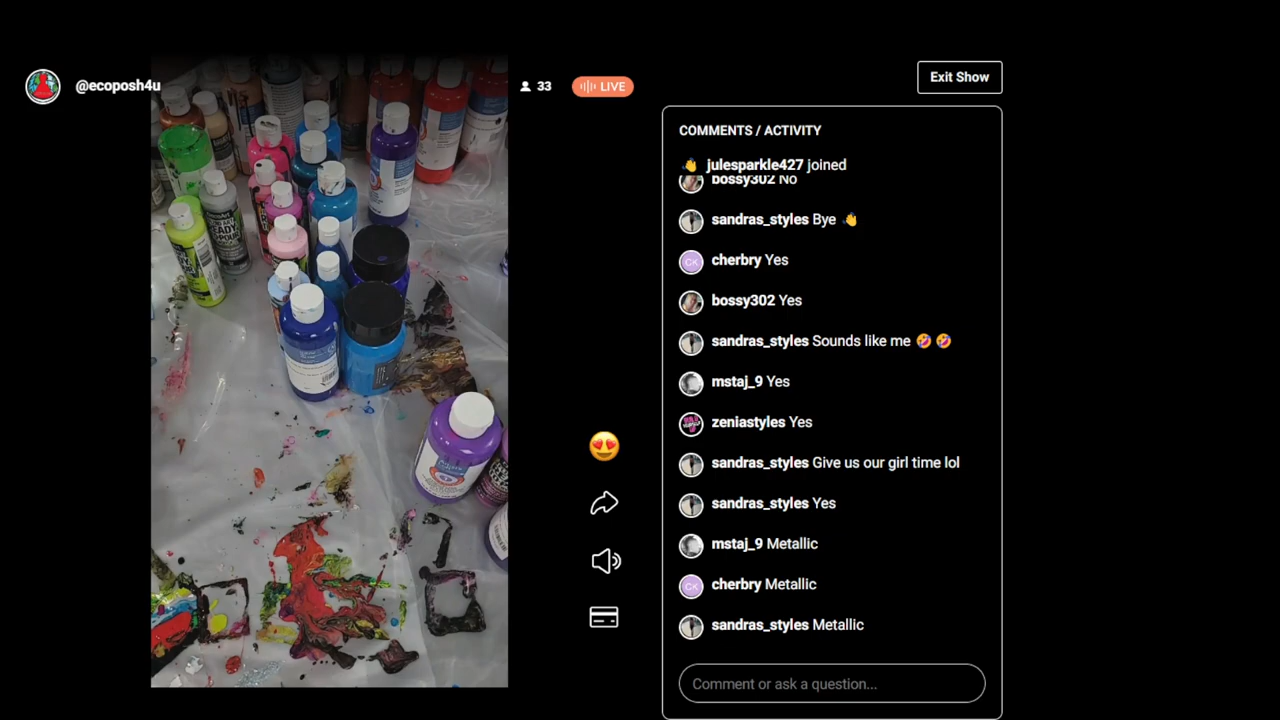 @ecoposh4u
33
LIVE
Exit Show
COMMENTS / ACTIVITY
👋 julesparkle427 joined
bossy302 No
sandras_styles Bye 👋
CK cherbry Yes
bossy302 Yes
sandras_styles Sounds like me 🤣 🤣
mstaj_9 Yes
zeniastyles Yes
sandras_styles Give us our girl time lol
sandras_styles Yes
mstaj_9 Metallic
CK cherbry Metallic
sandras_styles Metallic
Comment or ask a question...